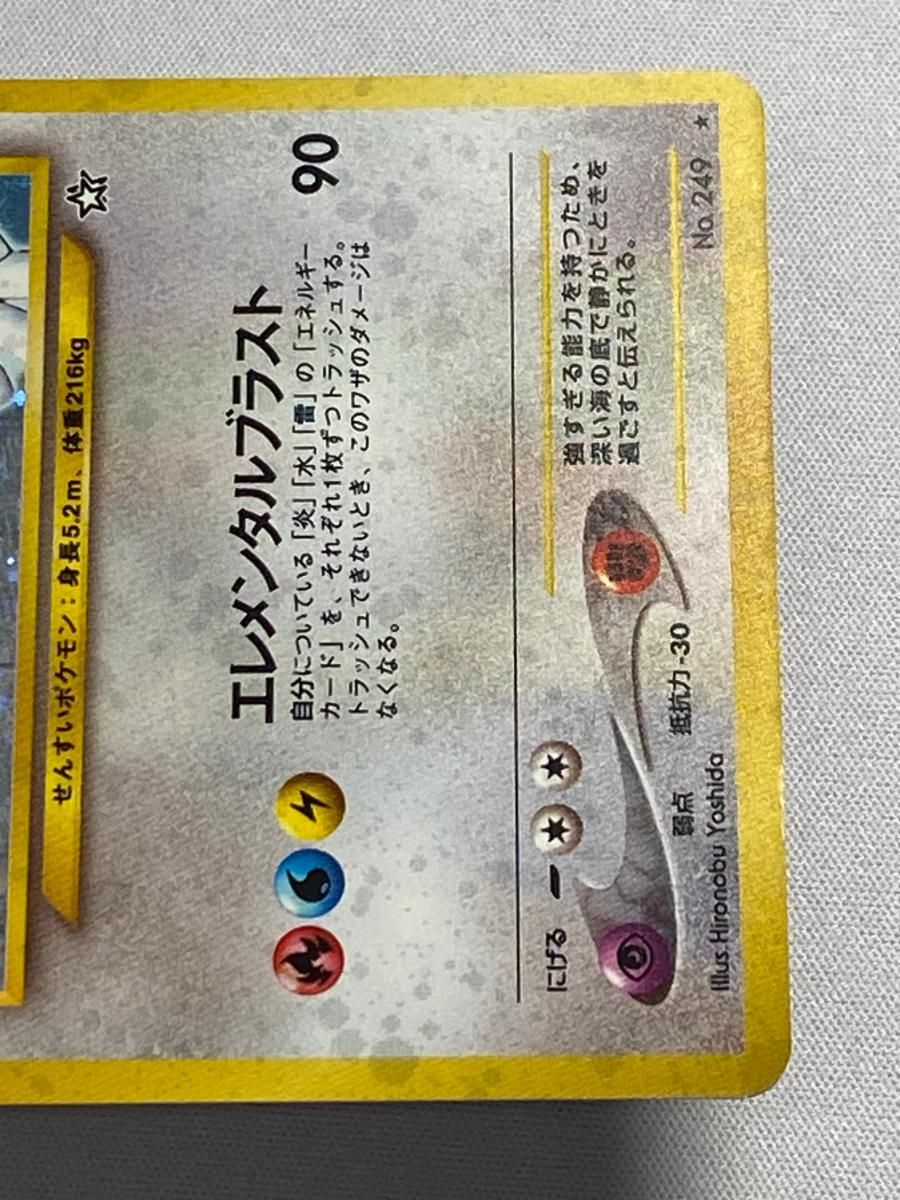 せんすいポケモン：身長5.2m、体重216kg
エレメンタルブラスト 90
自分についている「炎」「水」「雷」の「エネルギー
カード」を、それぞれ1枚ずつトラッシュする。
トラッシュできないとき、このワザのダメージは
なくなる。
にげる
強すぎる能力を持つため、
深い海の底で静かにときを
過ごすと伝えられる。
弱点 抵抗力-30
Illus. Hironobu Yoshida No. 249 ★